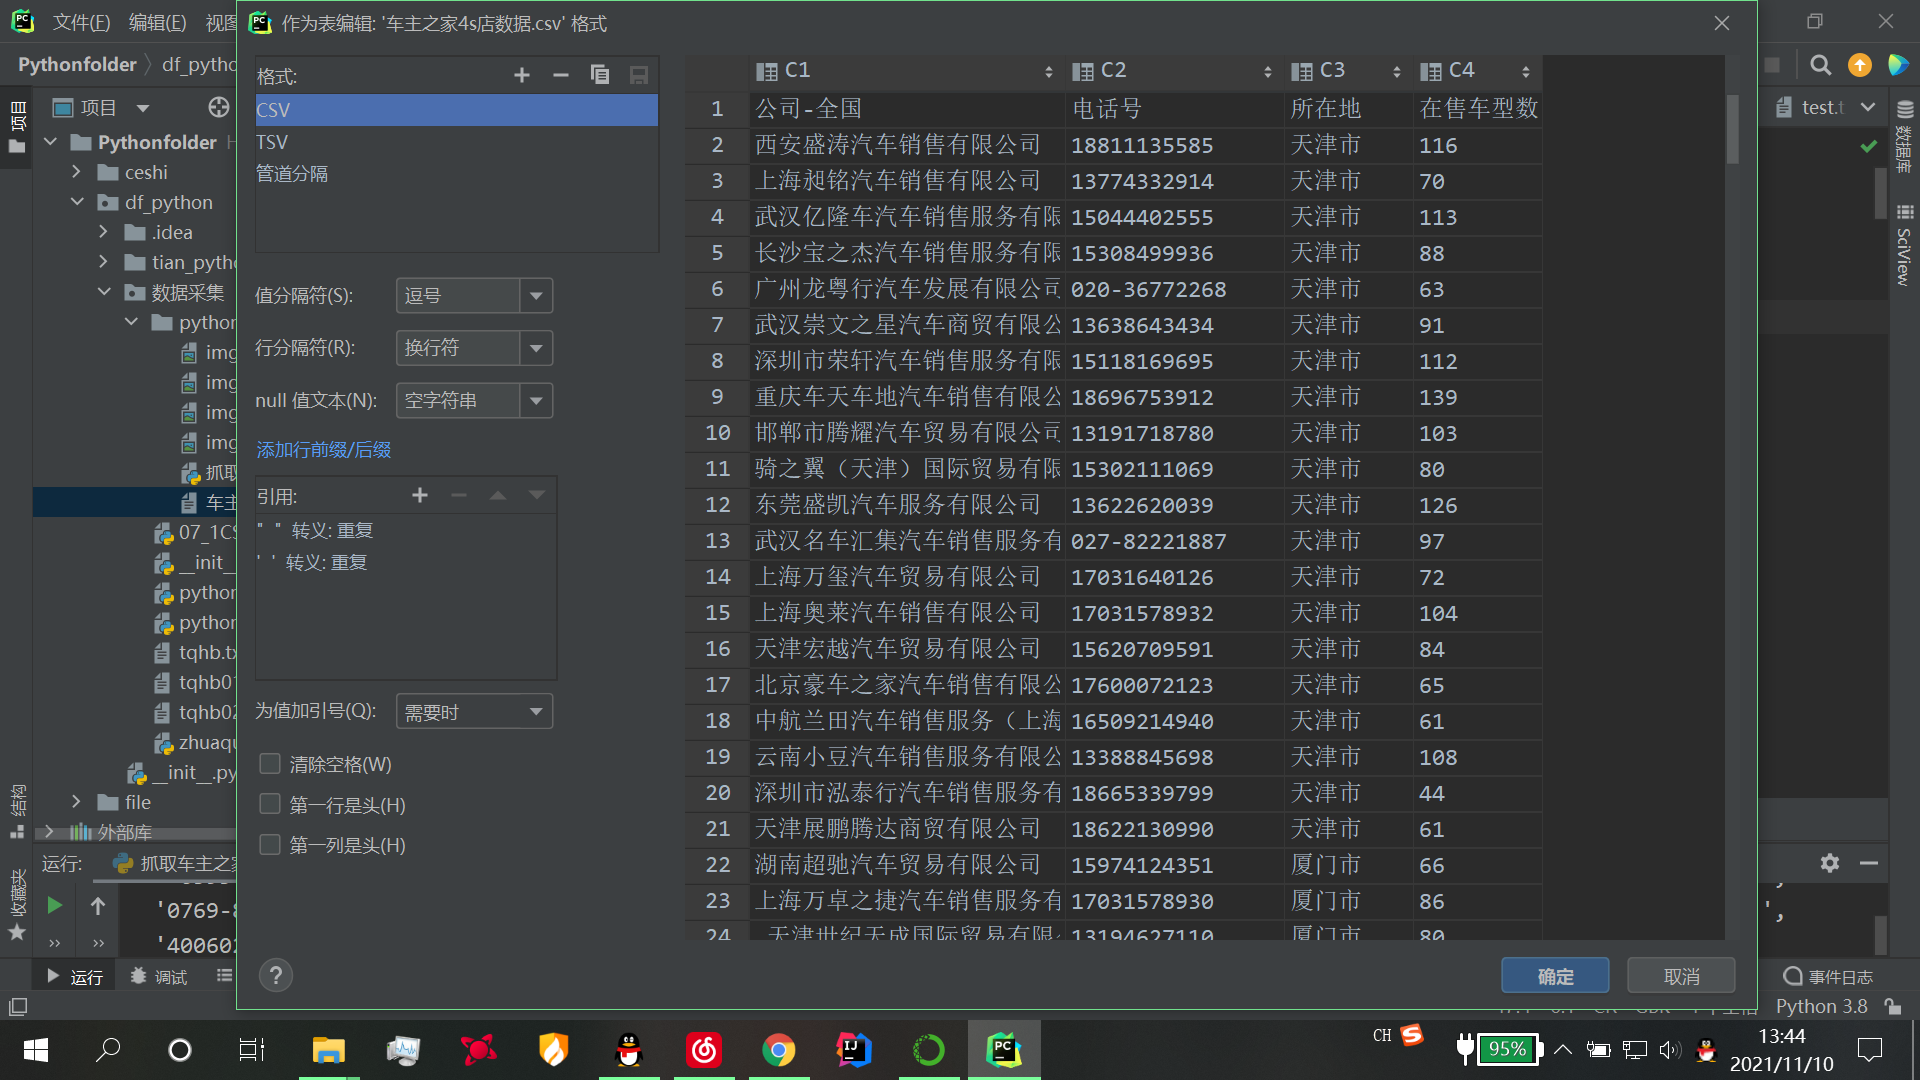 文件(F) 编辑(E) 视图
作为表编辑: '车主之家4s店数据.csv' 格式
Pythonfolder
df_pytho
项目
项目
Pythonfolder
ceshi
df_python
.idea
tian_pyth
数据采集
python
img
img
img
img
抓取
车主
07_1CS
__init_
python
python
tqhb.tx
tqhb01
tqhb02
zhuaqu
__init__.py
file
外部库
结构
收藏夹
格式:
CSV
TSV
管道分隔
值分隔符(S): 逗号
行分隔符(R): 换行符
null 值文本(N): 空字符串
添加行前缀/后缀
引用:
" " 转义: 重复
' ' 转义: 重复
为值加引号(Q): 需要时
清除空格(W)
第一行是头(H)
第一列是头(H)
C1 C2 C3 C4
1 公司-全国 电话号 所在地 在售车型数
2 西安盛涛汽车销售有限公司 18811135585 天津市 116
3 上海昶铭汽车销售有限公司 13774332914 天津市 70
4 武汉亿隆车汽车销售服务有限 15044402555 天津市 113
5 长沙宝之杰汽车销售服务有限 15308499936 天津市 88
6 广州龙粤行汽车发展有限公司 020-36772268 天津市 63
7 武汉崇文之星汽车商贸有限公 13638643434 天津市 91
8 深圳市荣轩汽车销售服务有限 15118169695 天津市 112
9 重庆车天车地汽车销售有限公 18696753912 天津市 139
10 邯郸市腾耀汽车贸易有限公司 13191718780 天津市 103
11 骑之翼（天津）国际贸易有限 15302111069 天津市 80
12 东莞盛凯汽车服务有限公司 13622620039 天津市 126
13 武汉名车汇集汽车销售服务有 027-82221887 天津市 97
14 上海万玺汽车贸易有限公司 17031640126 天津市 72
15 上海奥莱汽车销售有限公司 17031578932 天津市 104
16 天津宏越汽车贸易有限公司 15620709591 天津市 84
17 北京豪车之家汽车销售有限公 17600072123 天津市 65
18 中航兰田汽车销售服务（上海 16509214940 天津市 61
19 云南小豆汽车销售服务有限公 13388845698 天津市 108
20 深圳市泓泰行汽车销售服务有 18665339799 天津市 44
21 天津展鹏腾达商贸有限公司 18622130990 天津市 61
22 湖南超驰汽车贸易有限公司 15974124351 厦门市 66
23 上海万卓之捷汽车销售服务有 17031578930 厦门市 86
24 天津世纪天成国际贸易有限 13194627110 厦门市 80
test.t
数据库
SciView
运行: 抓取车主之家
'0769-8
'400602
',
运行 调试
? 确定 取消
事件日志
Python 3.8
CH
95%
13:44
2021/11/10